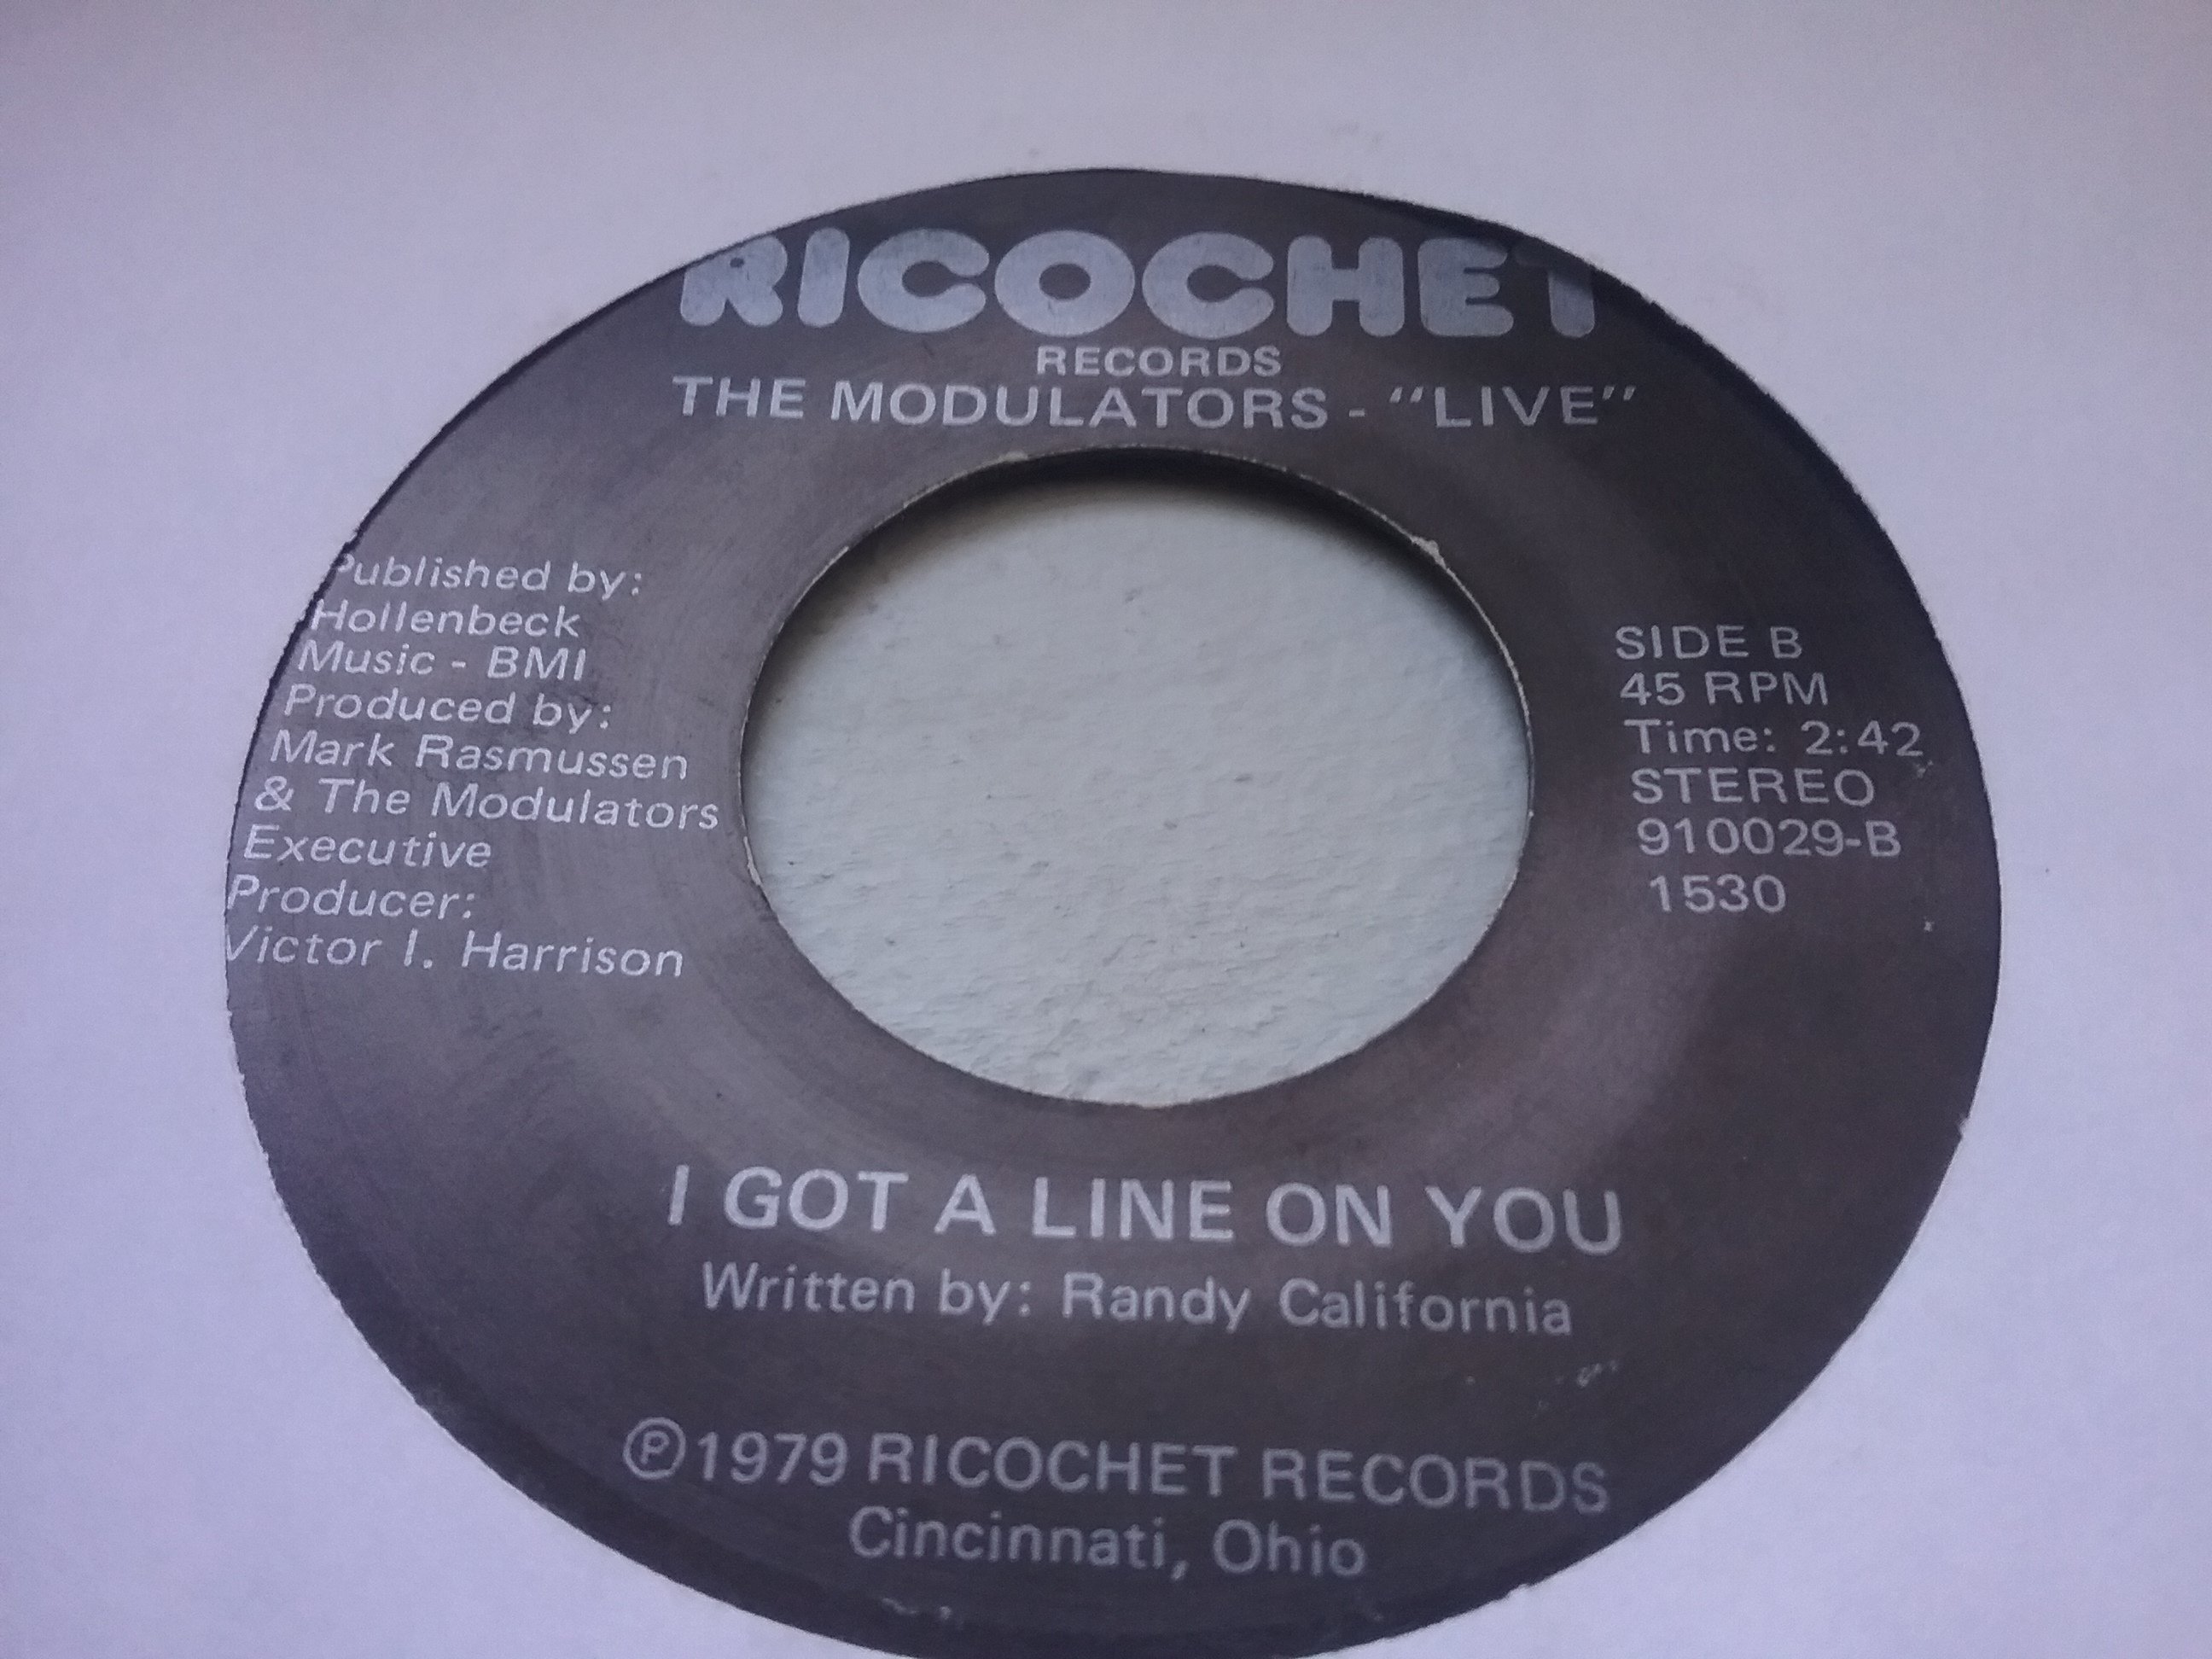 RICOCHET
RECORDS
THE MODULATORS - "LIVE"
Published by:
Hollenbeck
Music - BMI
Produced by:
Mark Rasmussen
& The Modulators
Executive
Producer:
Victor I. Harrison
SIDE B
45 RPM
Time: 2:42
STEREO
910029-B
1530
I GOT A LINE ON YOU
Written by: Randy California
Ⓟ1979 RICOCHET RECORDS
Cincinnati, Ohio